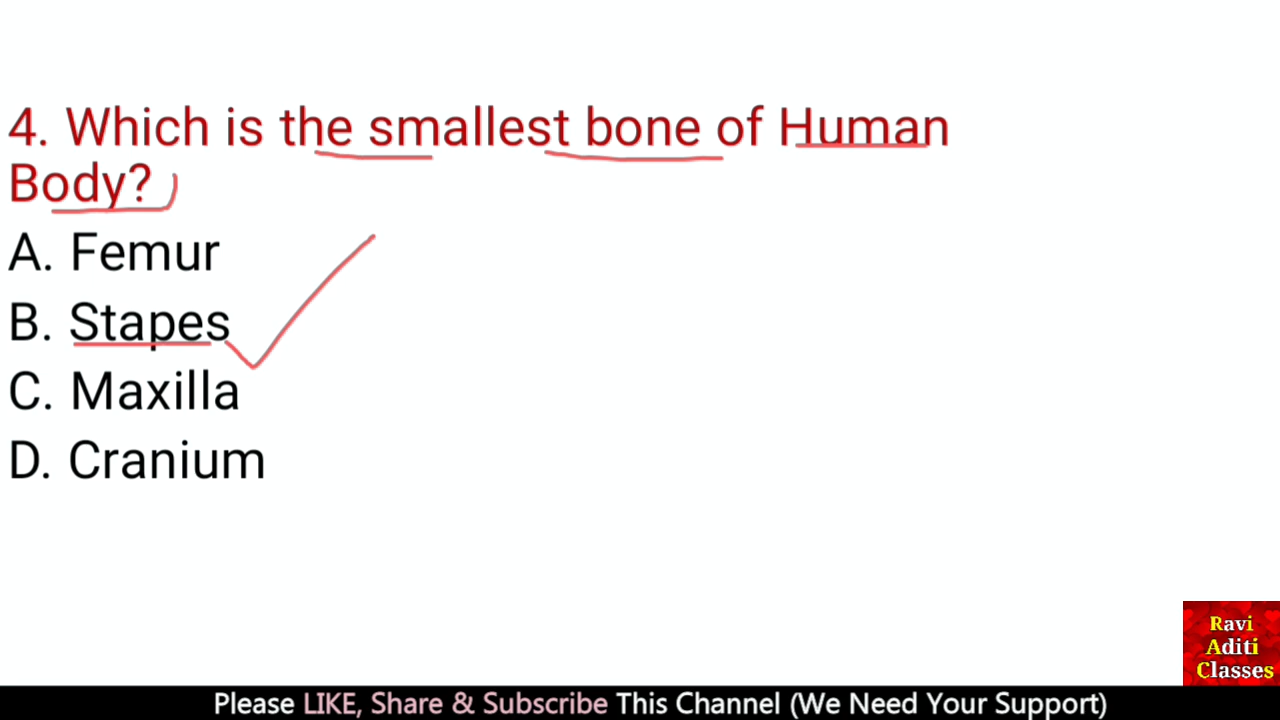 4. Which is the smallest bone of Human
Body?
A. Femur
B. Stapes
C. Maxilla
D. Cranium
Ravi
Aditi
Classes
Please LIKE, Share & Subscribe This Channel (We Need Your Support)